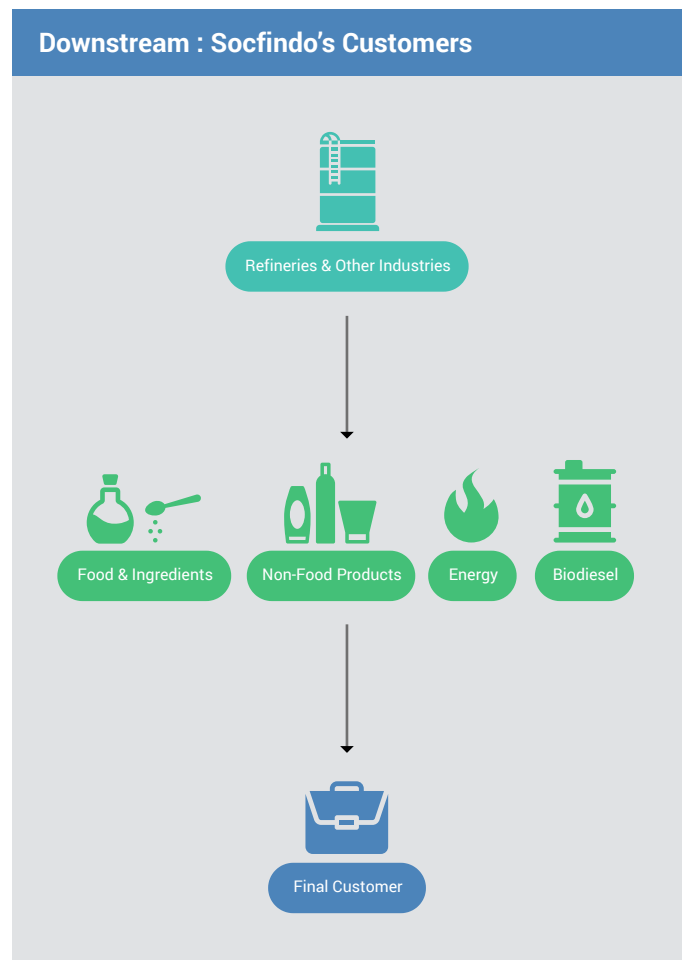 Downstream : Socfindo's Customers
Refineries & Other Industries
Food & Ingredients
Non-Food Products
Energy
Biodiesel
Final Customer